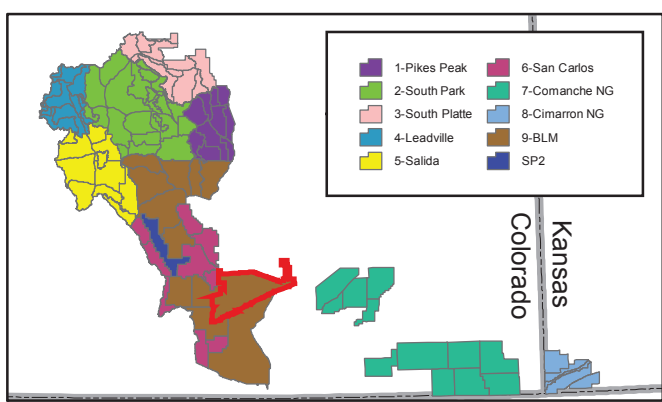 1-Pikes Peak
2-South Park
3-South Platte
4-Leadville
5-Salida
6-San Carlos
7-Comanche NG
8-Cimarron NG
9-BLM
SP2
Kansas
Colorado